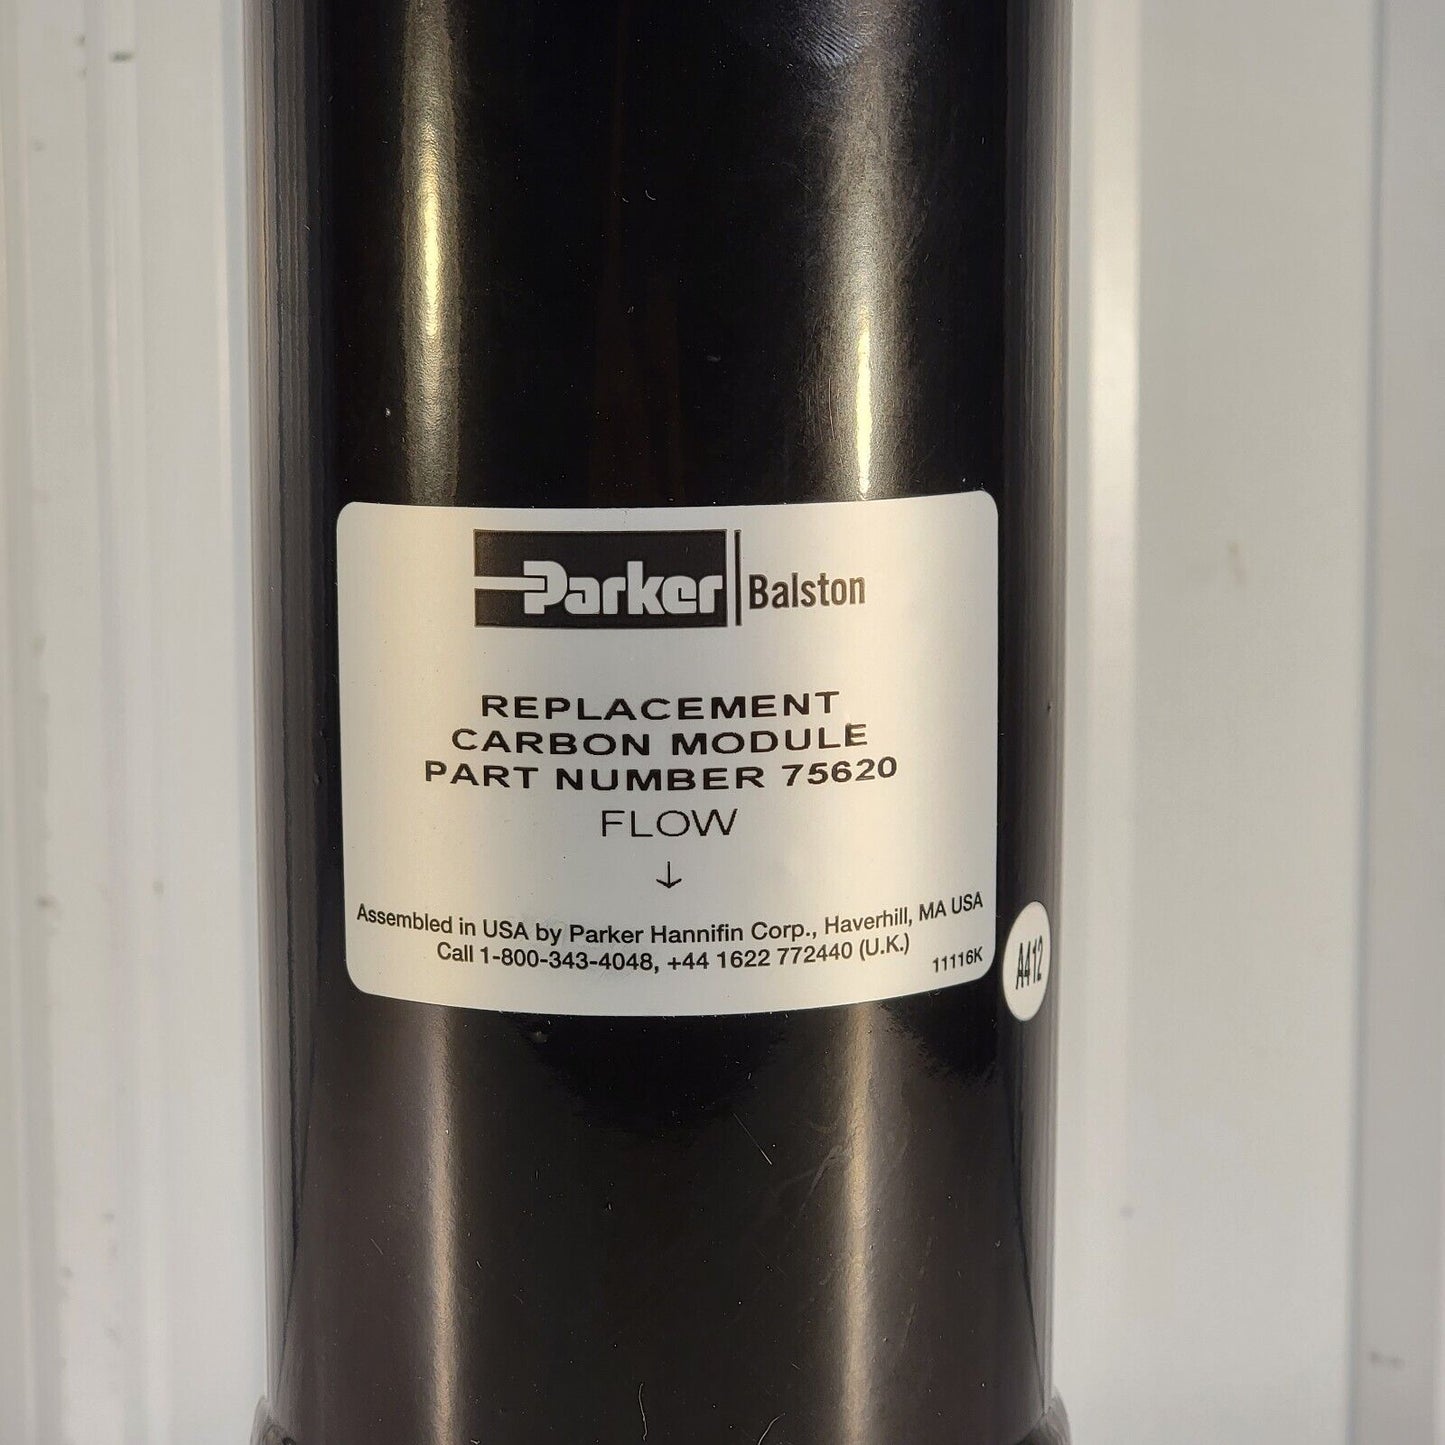 Parker Balston
REPLACEMENT
CARBON MODULE
PART NUMBER 75620
FLOW
↓
Assembled in USA by Parker Hannifin Corp., Haverhill, MA USA
Call 1-800-343-4048, +44 1622 772440 (U.K.)
11116K
A412